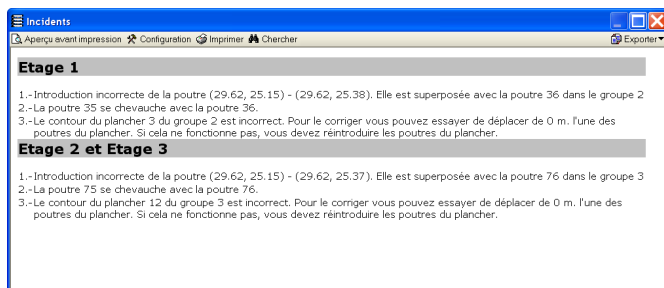 Incidents
Aperçu avant impression Configuration Imprimer Chercher Exporter
Etage 1
1.-Introduction incorrecte de la poutre (29.62, 25.15) - (29.62, 25.38). Elle est superposée avec la poutre 36 dans le groupe 2
2.-La poutre 35 se chevauche avec la poutre 36.
3.-Le contour du plancher 3 du groupe 2 est incorrect. Pour le corriger vous pouvez essayer de déplacer de 0 m. l'une des
poutres du plancher. Si cela ne fonctionne pas, vous devez réintroduire les poutres du plancher.
Etage 2 et Etage 3
1.-Introduction incorrecte de la poutre (29.62, 25.15) - (29.62, 25.37). Elle est superposée avec la poutre 76 dans le groupe 3
2.-La poutre 75 se chevauche avec la poutre 76.
3.-Le contour du plancher 12 du groupe 3 est incorrect. Pour le corriger vous pouvez essayer de déplacer de 0 m. l'une des
poutres du plancher. Si cela ne fonctionne pas, vous devez réintroduire les poutres du plancher.